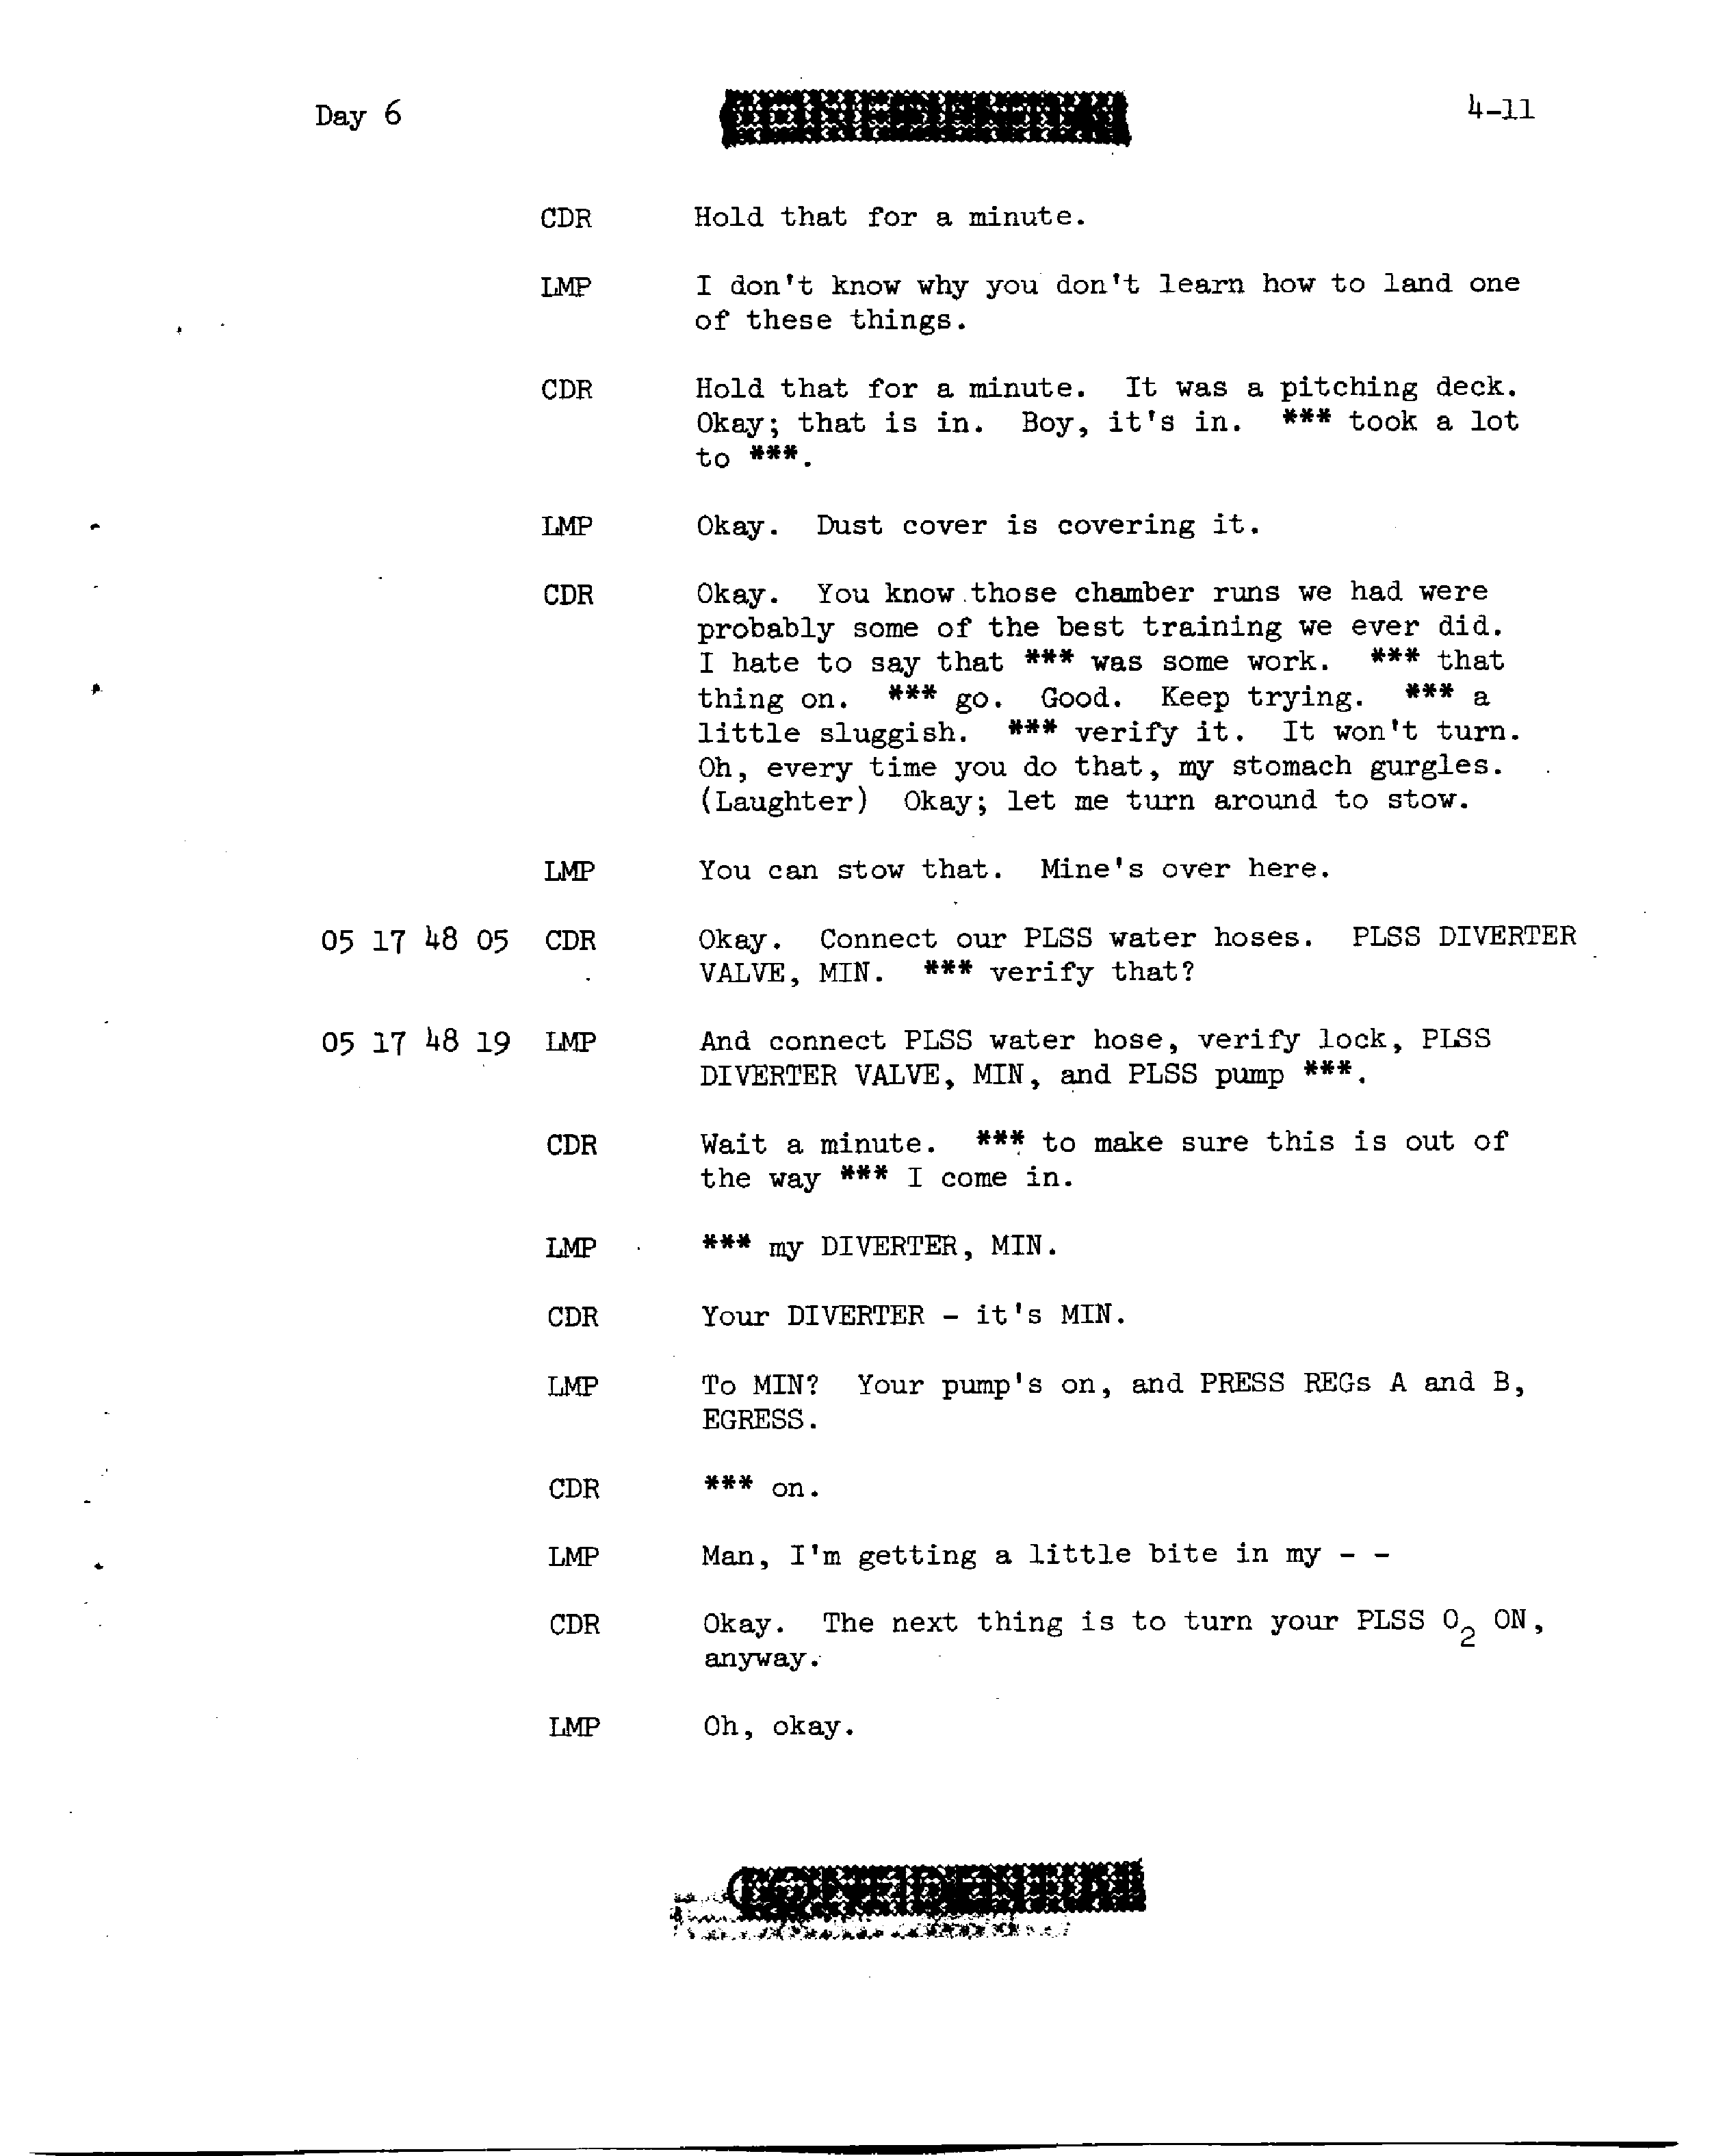 Day 6
4-11
CDR Hold that for a minute.
LMP I don't know why you don't learn how to land one
of these things.
CDR Hold that for a minute. It was a pitching deck.
Okay; that is in. Boy, it's in. *** took a lot
to ***.
LMP Okay. Dust cover is covering it.
CDR Okay. You know those chamber runs we had were
probably some of the best training we ever did.
I hate to say that *** was some work. *** that
thing on. *** go. Good. Keep trying. *** a
little sluggish. *** verify it. It won't turn.
Oh, every time you do that, my stomach gurgles.
(Laughter) Okay; let me turn around to stow.
LMP You can stow that. Mine's over here.
05 17 48 05 CDR Okay. Connect our PLSS water hoses. PLSS DIVERTER
VALVE, MIN. *** verify that?
05 17 48 19 LMP And connect PLSS water hose, verify lock, PLSS
DIVERTER VALVE, MIN, and PLSS pump ***.
CDR Wait a minute. *** to make sure this is out of
the way *** I come in.
LMP *** my DIVERTER, MIN.
CDR Your DIVERTER - it's MIN.
LMP To MIN? Your pump's on, and PRESS REGs A and B,
EGRESS.
CDR *** on.
LMP Man, I'm getting a little bite in my - -
CDR Okay. The next thing is to turn your PLSS O2 ON,
anyway.
LMP Oh, okay.
CONFIDENTIAL